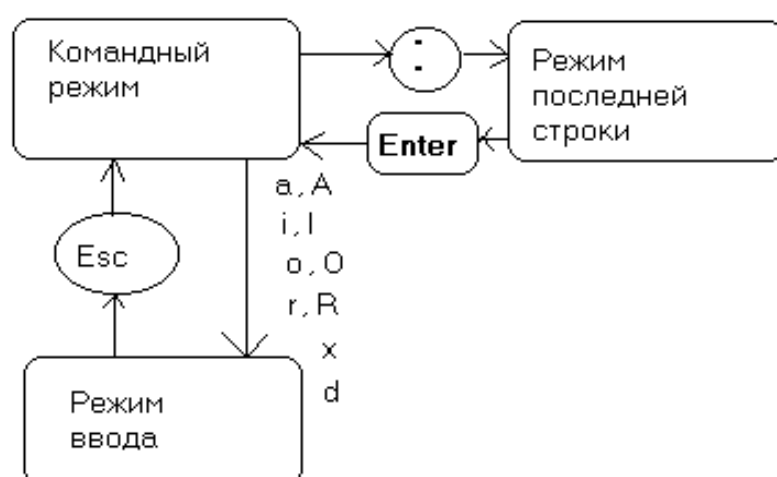 Командный
режим
:
Режим
последней
строки
Enter
a, A
i, I
o, O
r, R
x
d
Esc
Режим
ввода